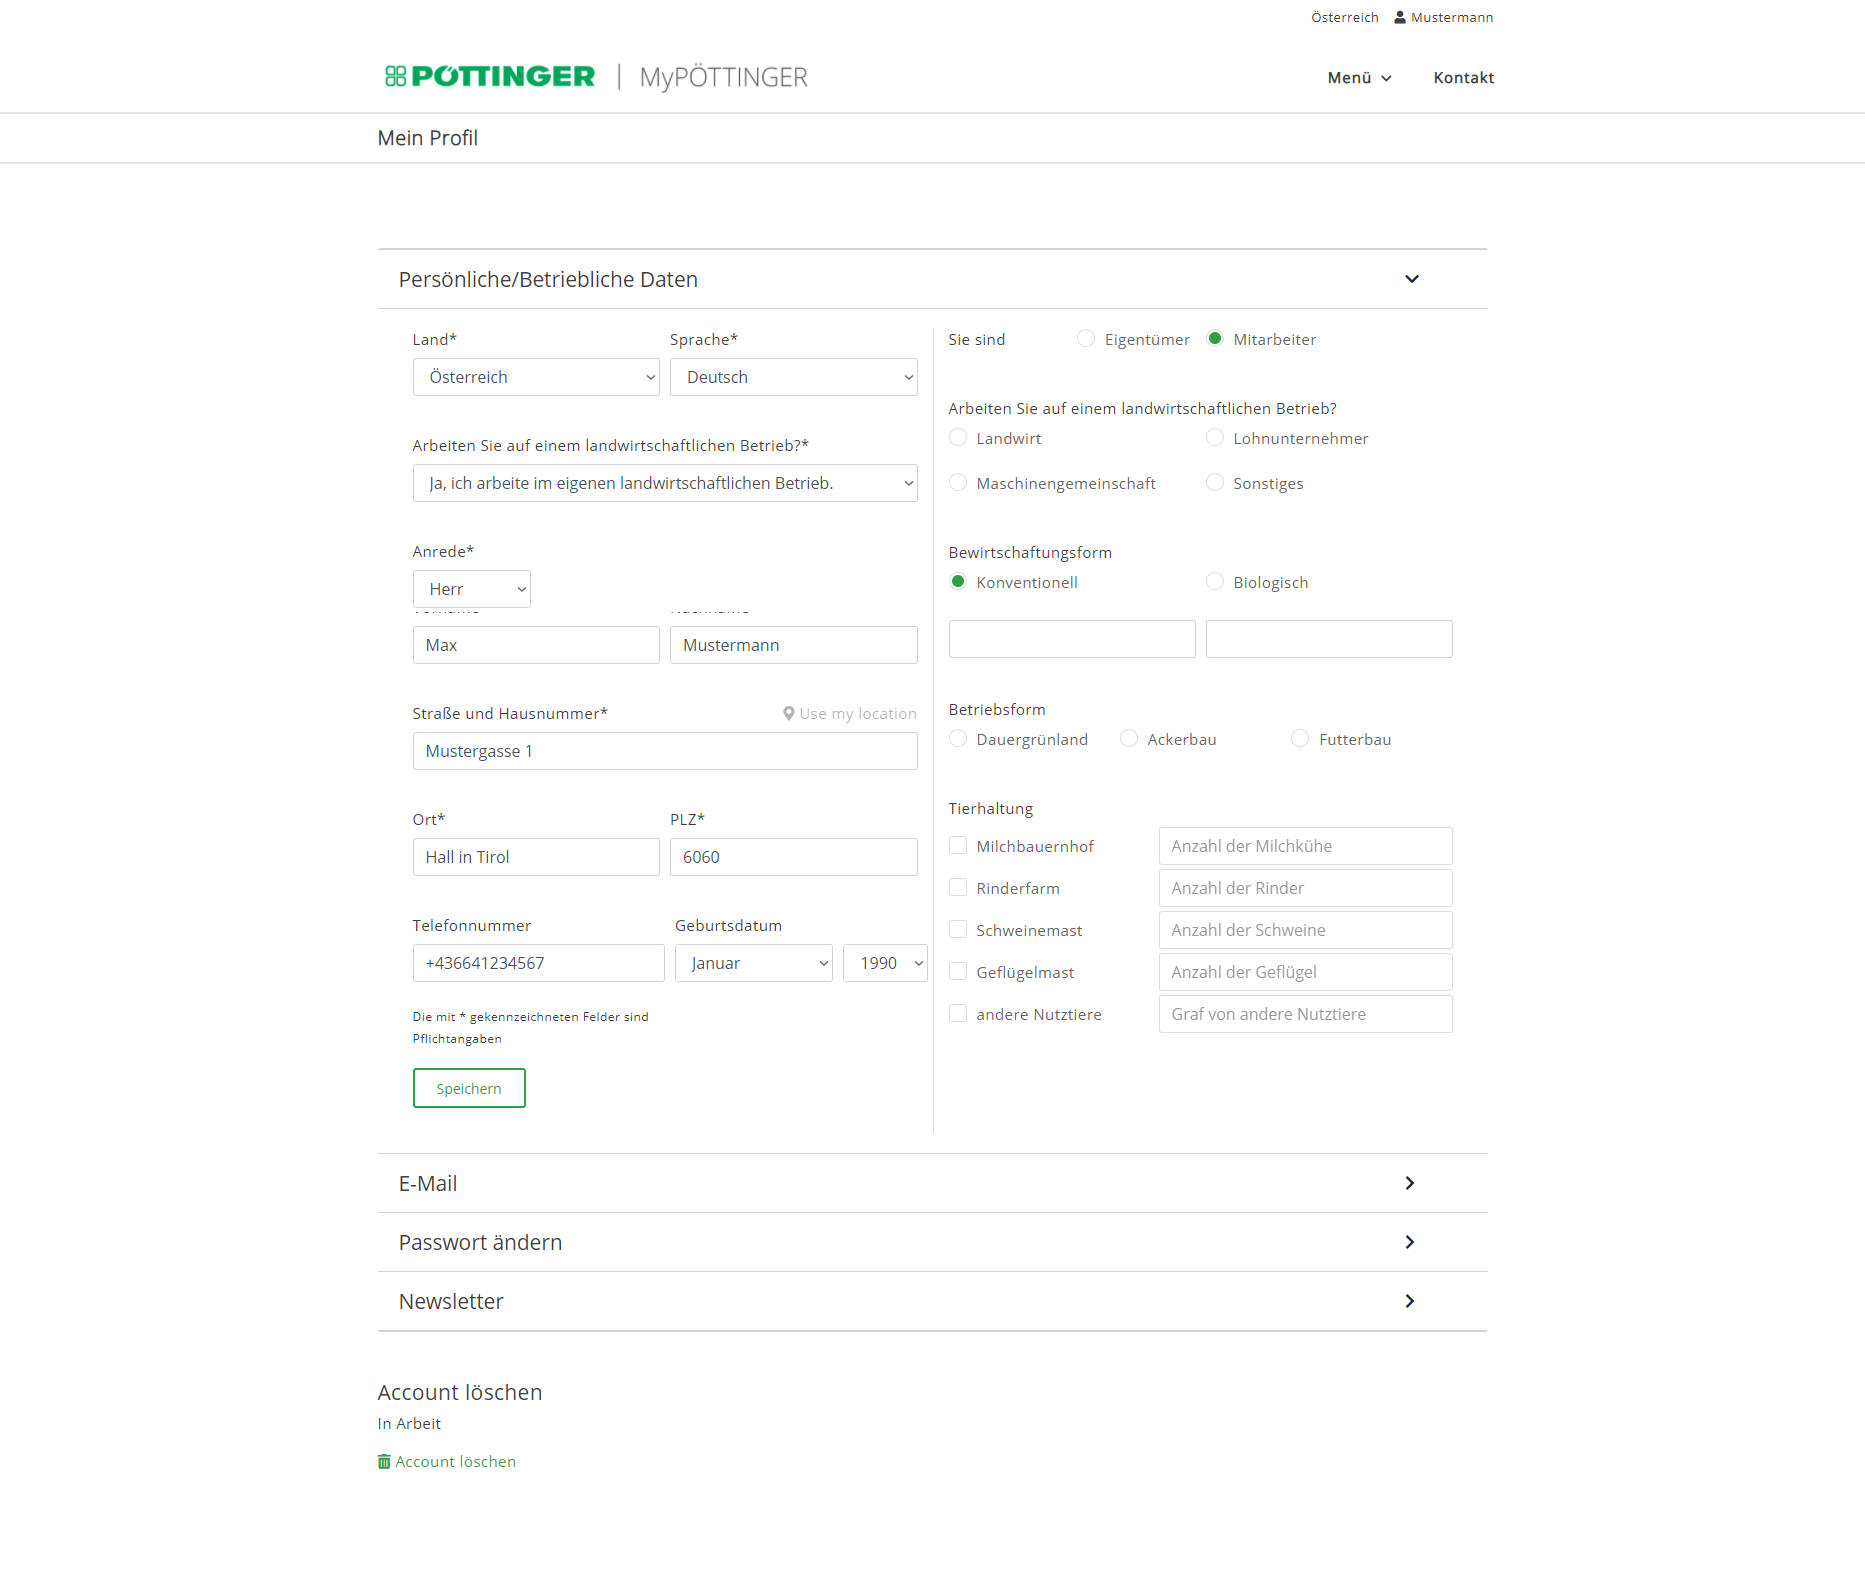 Österreich Mustermann
PÖTTINGER | MyPÖTTINGER
Menü Kontakt
Mein Profil
Persönliche/Betriebliche Daten
Land* Sprache*
Österreich Deutsch
Arbeiten Sie auf einem landwirtschaftlichen Betrieb?*
Ja, ich arbeite im eigenen landwirtschaftlichen Betrieb.
Anrede*
Herr
Max Mustermann
Straße und Hausnummer* Use my location
Mustergasse 1
Ort* PLZ*
Hall in Tirol 6060
Telefonnummer Geburtsdatum
+436641234567 Januar 1990
Die mit * gekennzeichneten Felder sind
Pflichtangaben
Speichern
Sie sind Eigentümer Mitarbeiter
Arbeiten Sie auf einem landwirtschaftlichen Betrieb?
Landwirt Lohnunternehmer
Maschinengemeinschaft Sonstiges
Bewirtschaftungsform
Konventionell Biologisch
Betriebsform
Dauergrünland Ackerbau Futterbau
Tierhaltung
Milchbauernhof Anzahl der Milchkühe
Rinderfarm Anzahl der Rinder
Schweinemast Anzahl der Schweine
Geflügelmast Anzahl der Geflügel
andere Nutztiere Graf von andere Nutztiere
E-Mail
Passwort ändern
Newsletter
Account löschen
In Arbeit
Account löschen